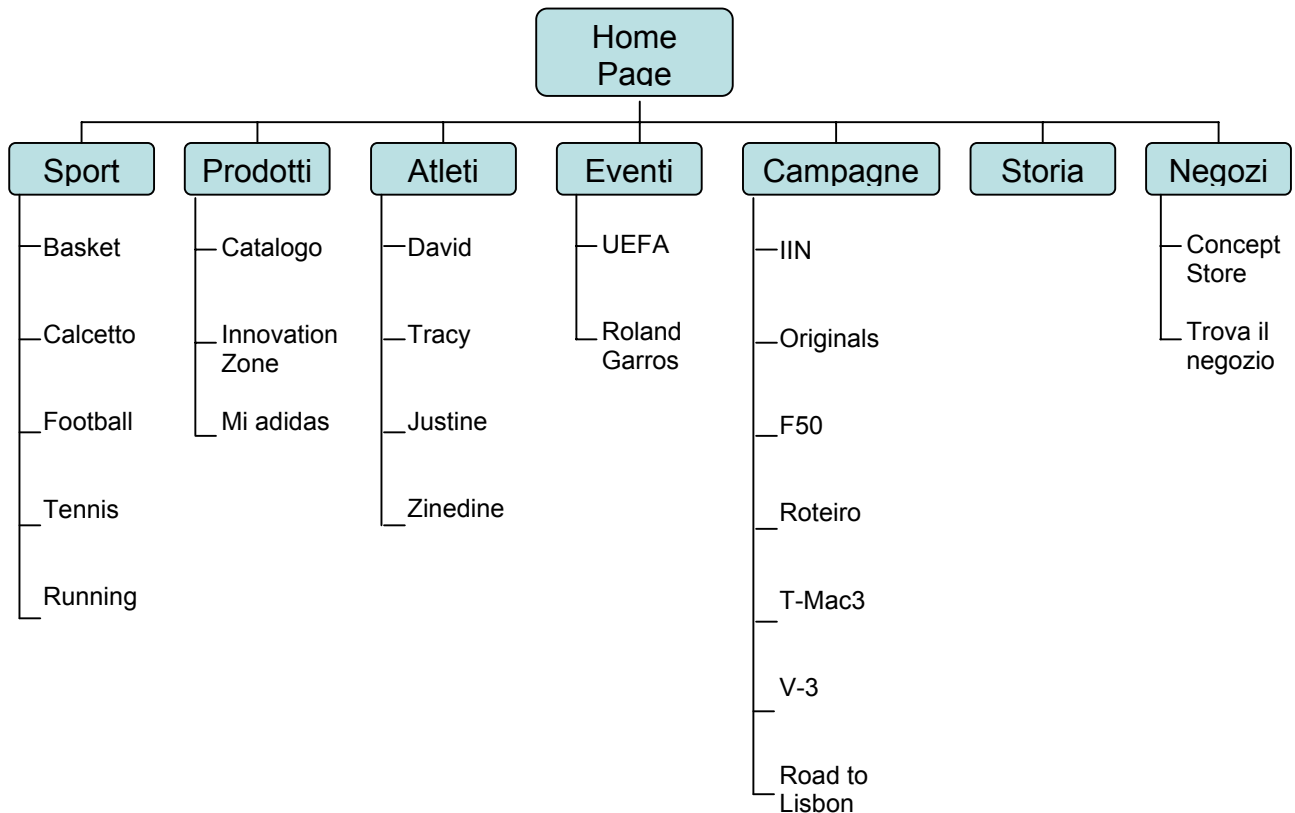 Home
Page
Sport
Prodotti
Atleti
Eventi
Campagne
Storia
Negozi
Basket
Calcetto
Football
Tennis
Running
Catalogo
Innovation
Zone
Mi adidas
David
Tracy
Justine
Zinedine
UEFA
Roland
Garros
IIN
Originals
F50
Roteiro
T-Mac3
V-3
Road to
Lisbon
Concept
Store
Trova il
negozio